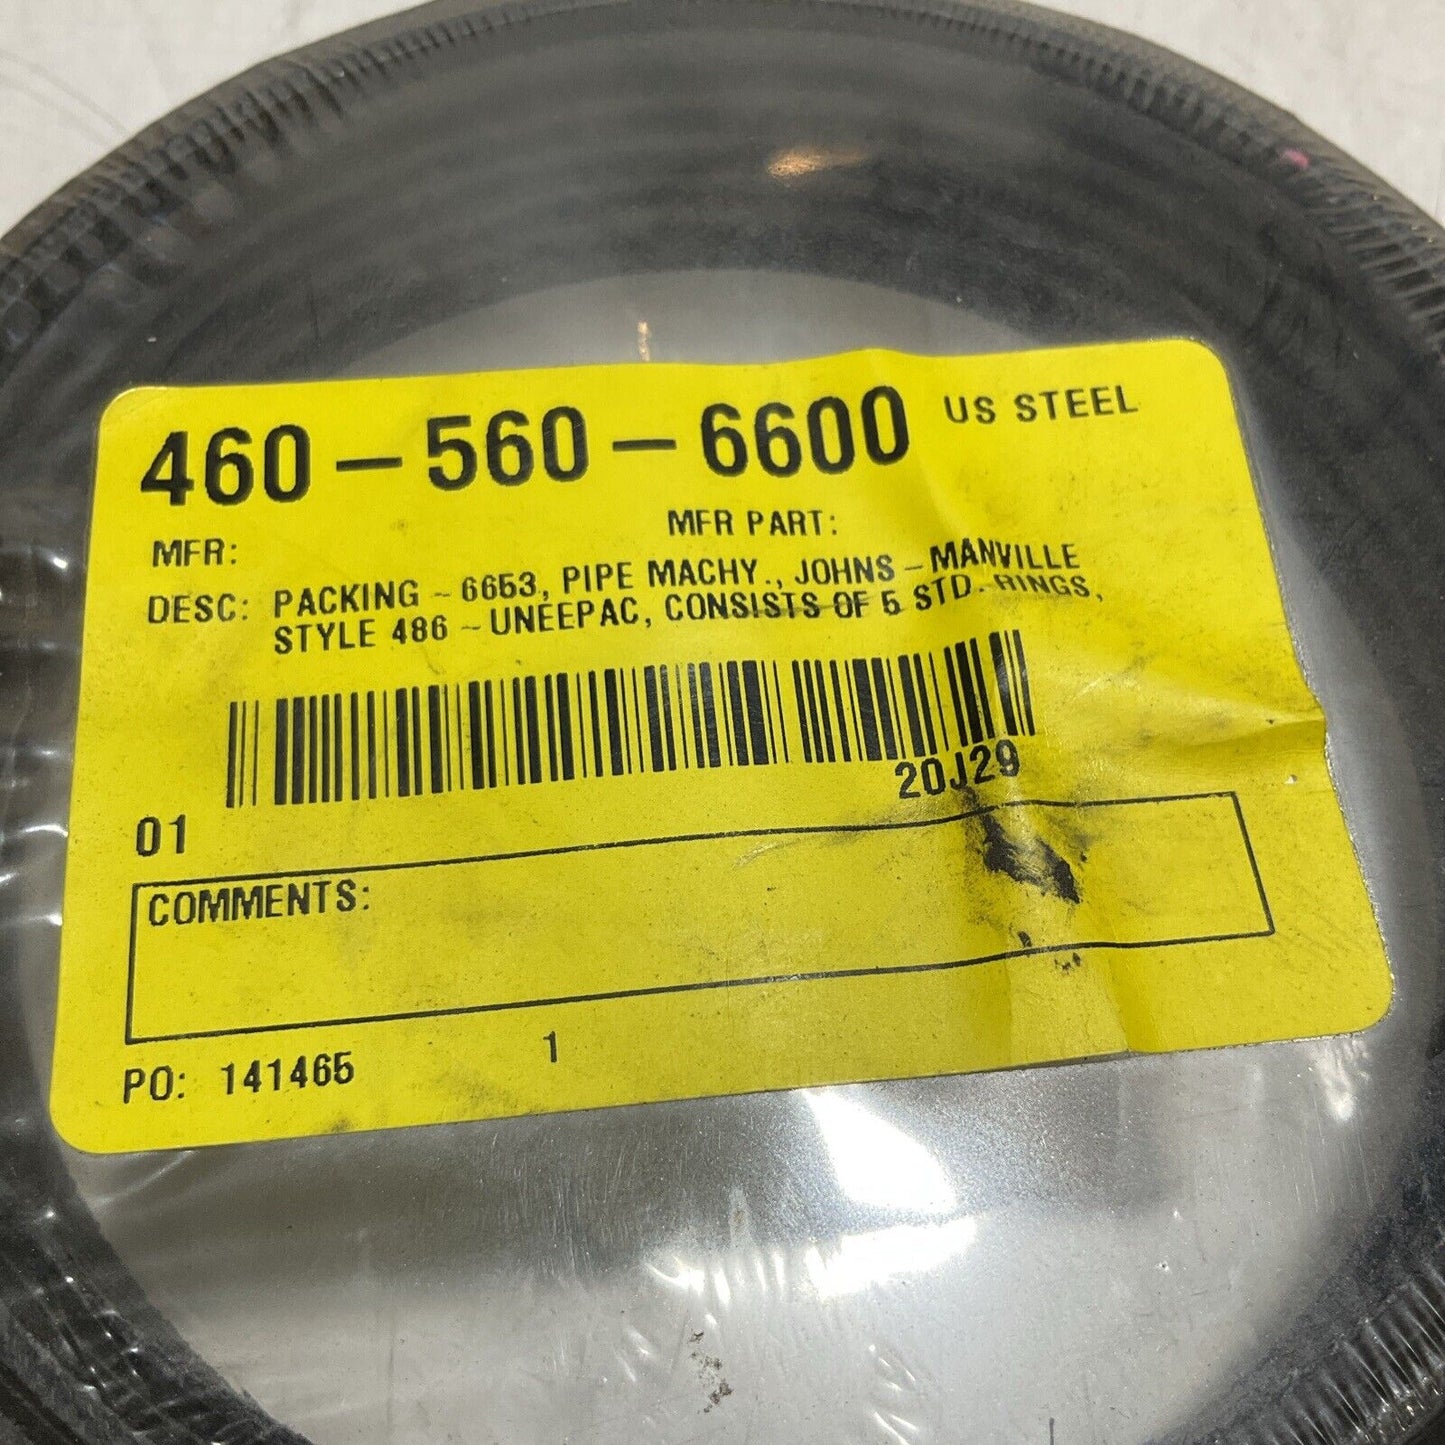 460-560-6600 US STEEL
MFR: MFR PART:
DESC: PACKING - 6653, PIPE MACHY., JOHNS-MANVILLE
STYLE 486 - UNEEPAC, CONSISTS OF 5 STD. RINGS,
20J29
01
COMMENTS:
PO: 141465 1